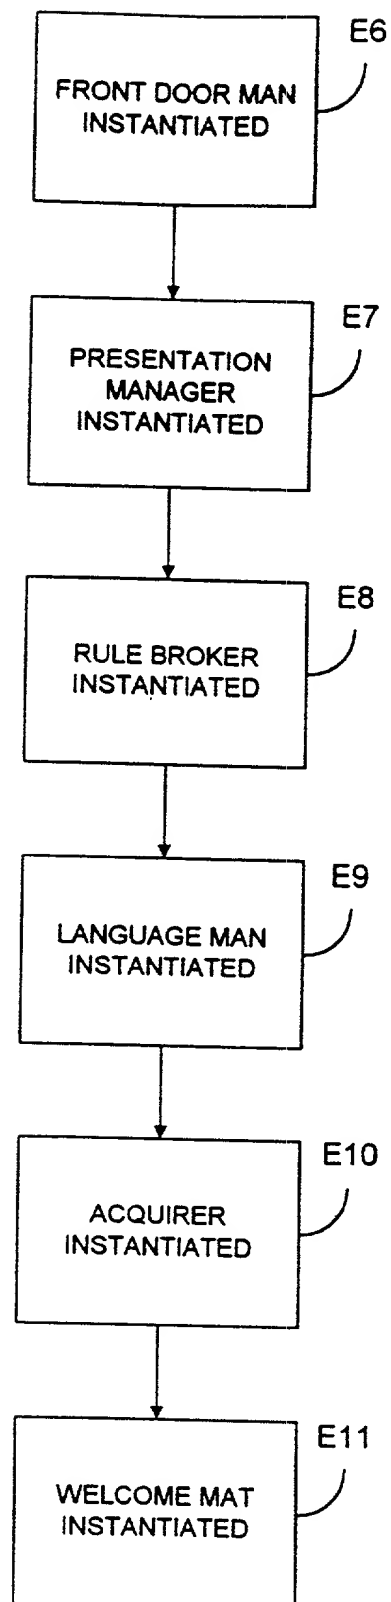 E6
FRONT DOOR MAN
INSTANTIATED
E7
PRESENTATION
MANAGER
INSTANTIATED
E8
RULE BROKER
INSTANTIATED
E9
LANGUAGE MAN
INSTANTIATED
E10
ACQUIRER
INSTANTIATED
E11
WELCOME MAT
INSTANTIATED